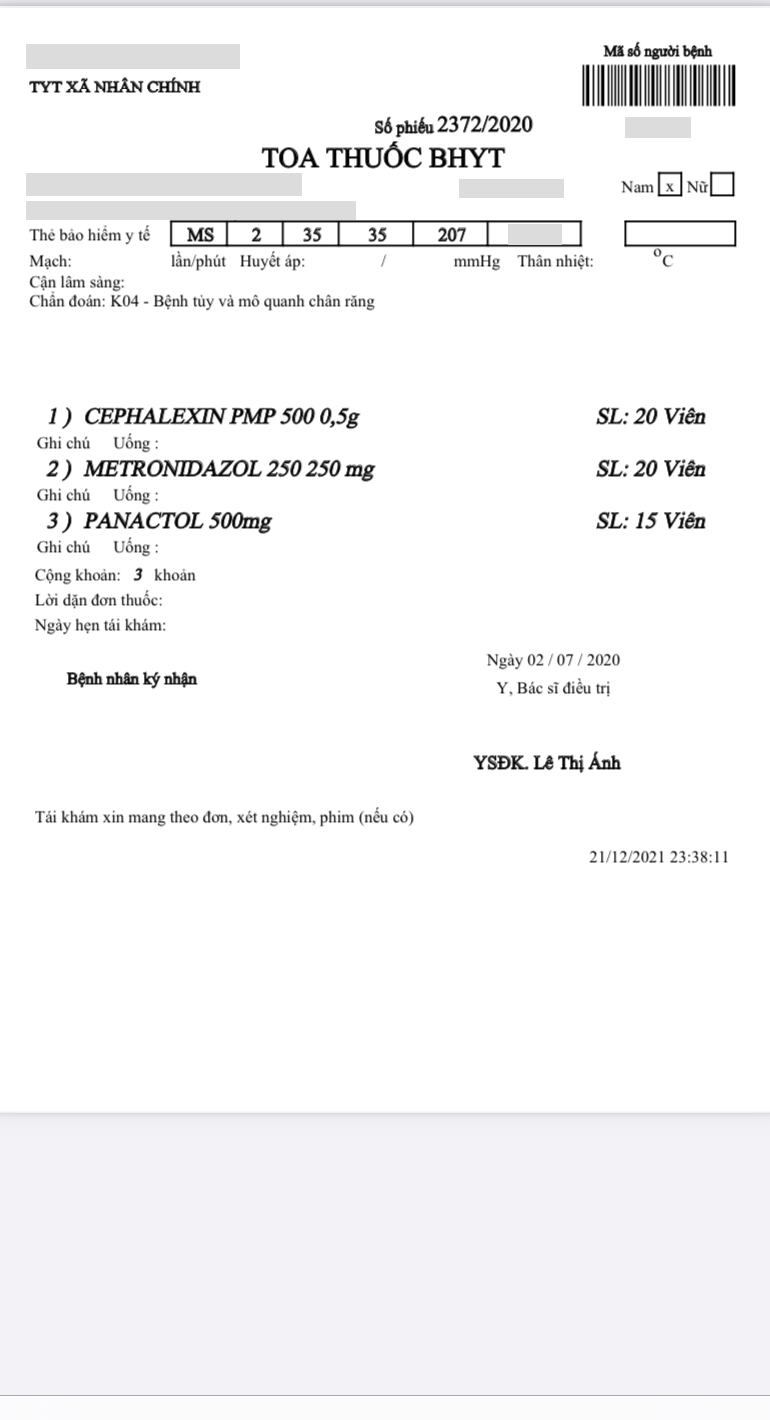 Mã số người bệnh
TYT XÃ NHÂN CHÍNH
Số phiếu 2372/2020
TOA THUỐC BHYT
Nam x Nữ
Thẻ bảo hiểm y tế MS 2 35 35 207
Mạch: lần/phút Huyết áp: / mmHg Thân nhiệt: °C
Cận lâm sàng:
Chẩn đoán: K04 - Bệnh tủy và mô quanh chân răng
1 ) CEPHALEXIN PMP 500 0,5g SL: 20 Viên
Ghi chú Uống :
2 ) METRONIDAZOL 250 250 mg SL: 20 Viên
Ghi chú Uống :
3 ) PANACTOL 500mg SL: 15 Viên
Ghi chú Uống :
Cộng khoản: 3 khoản
Lời dặn đơn thuốc:
Ngày hẹn tái khám:
Ngày 02 / 07 / 2020
Bệnh nhân ký nhận
Y, Bác sĩ điều trị
YSĐK. Lê Thị Ánh
Tái khám xin mang theo đơn, xét nghiệm, phim (nếu có)
21/12/2021 23:38:11